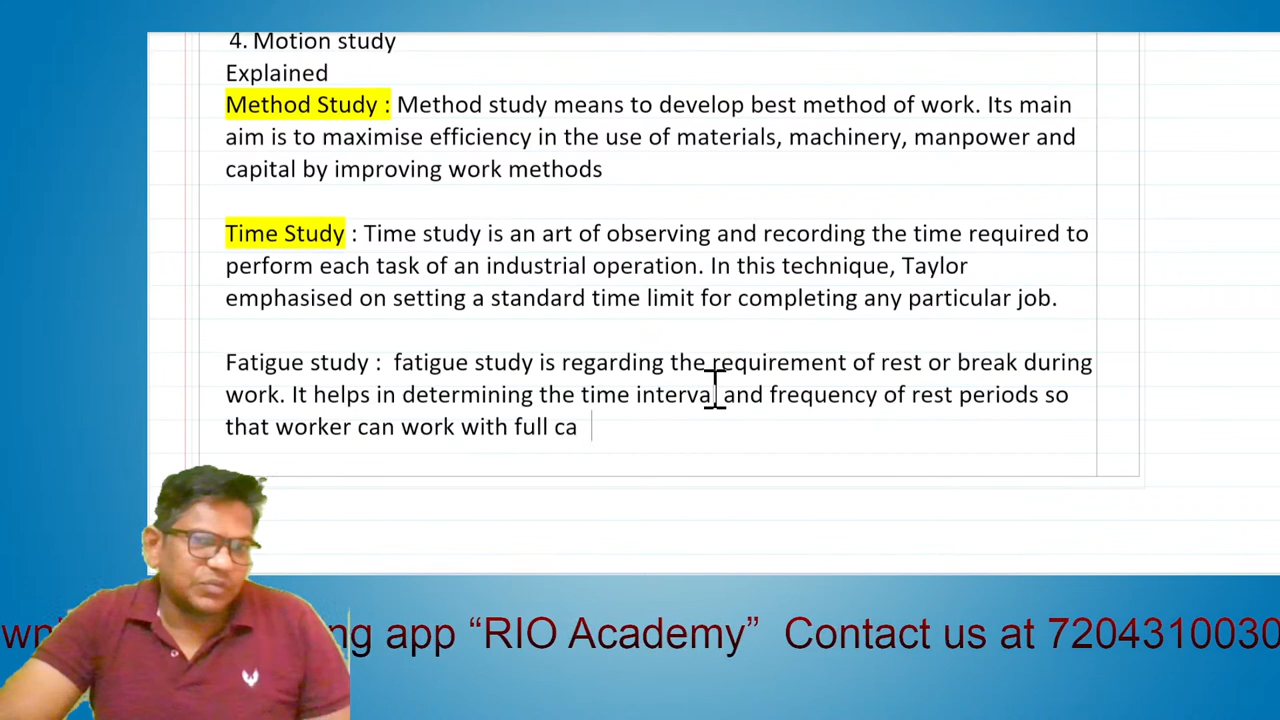 4. Motion study
Explained
Method Study : Method study means to develop best method of work. Its main
aim is to maximise efficiency in the use of materials, machinery, manpower and
capital by improving work methods
Time Study : Time study is an art of observing and recording the time required to
perform each task of an industrial operation. In this technique, Taylor
emphasised on setting a standard time limit for completing any particular job.
Fatigue study : fatigue study is regarding the requirement of rest or break during
work. It helps in determining the time interval and frequency of rest periods so
that worker can work with full ca
app “RIO Academy” Contact us at 7204310030